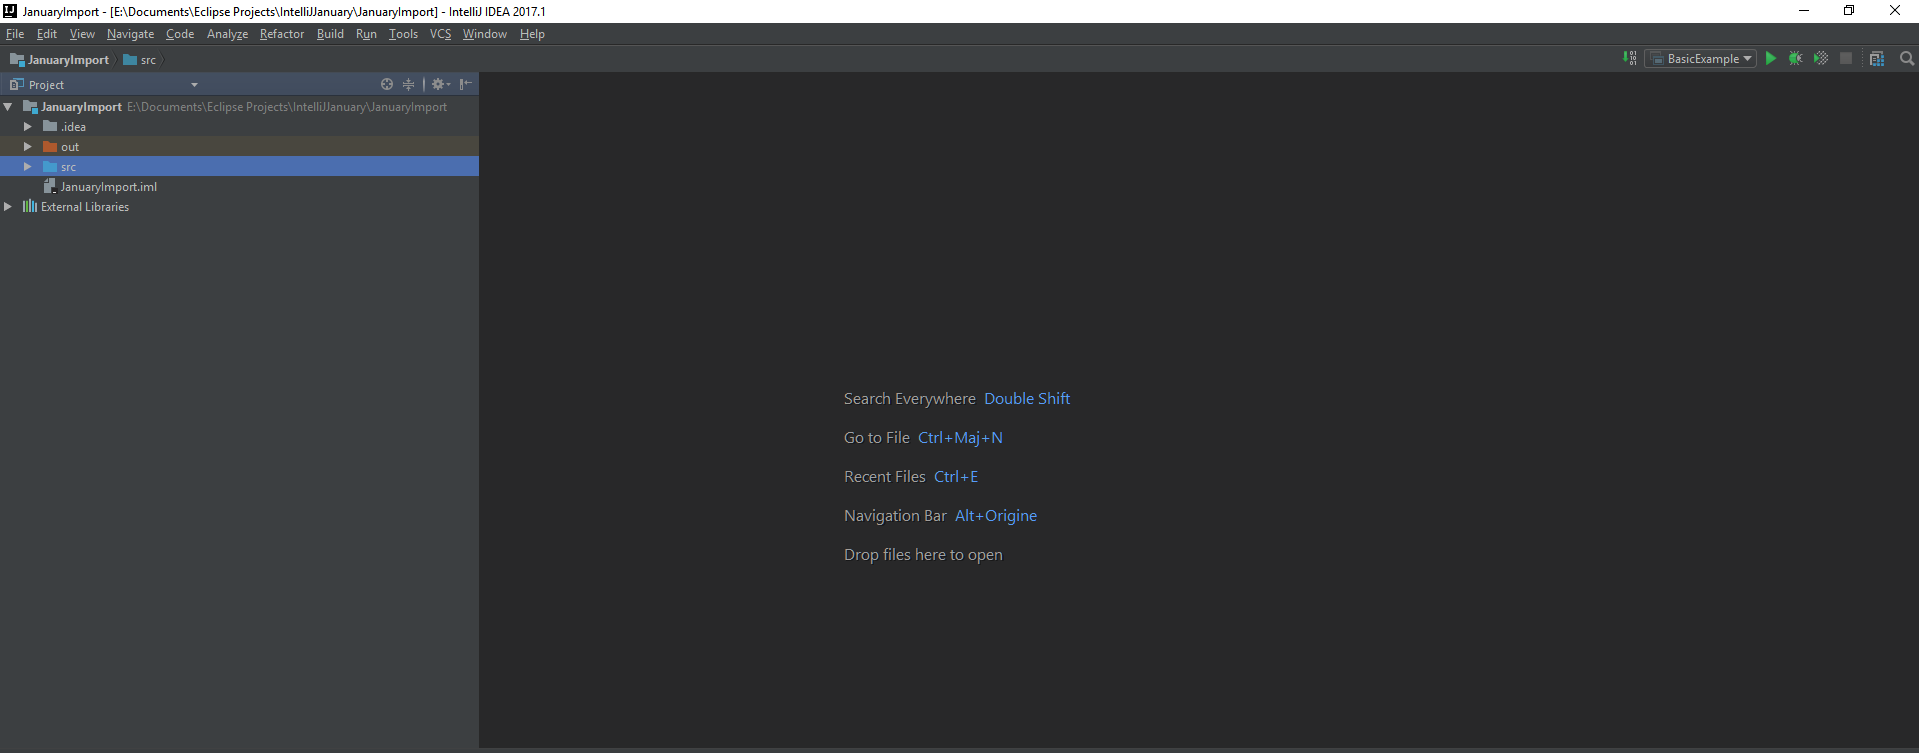 JanuaryImport - [E:\Documents\Eclipse Projects\IntelliJJanuary\JanuaryImport] - IntelliJ IDEA 2017.1
File Edit View Navigate Code Analyze Refactor Build Run Tools VCS Window Help
JanuaryImport src BasicExample
Project
JanuaryImport E:\Documents\Eclipse Projects\IntelliJJanuary\JanuaryImport
.idea
out
src
JanuaryImport.iml
External Libraries
Search Everywhere Double Shift
Go to File Ctrl+Maj+N
Recent Files Ctrl+E
Navigation Bar Alt+Origine
Drop files here to open